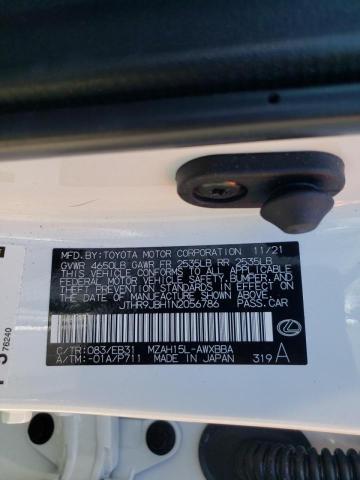 MFD. BY: TOYOTA MOTOR CORPORATION 11/21
GVWR 4650LB GAWR FR 2535LB RR 2535LB
THIS VEHICLE CONFORMS TO ALL APPLICABLE
FEDERAL MOTOR VEHICLE SAFETY, BUMPER, AND
THEFT PREVENTION STANDARDS IN EFFECT ON
THE DATE OF MANUFACTURE SHOWN ABOVE.
JTHR9JBH1N2056786 PASS.CAR
C/TR: 083/EB31 MZAH15L-AWXBBA
A/TM: -01A/P711 MADE IN JAPAN 319 A
76240